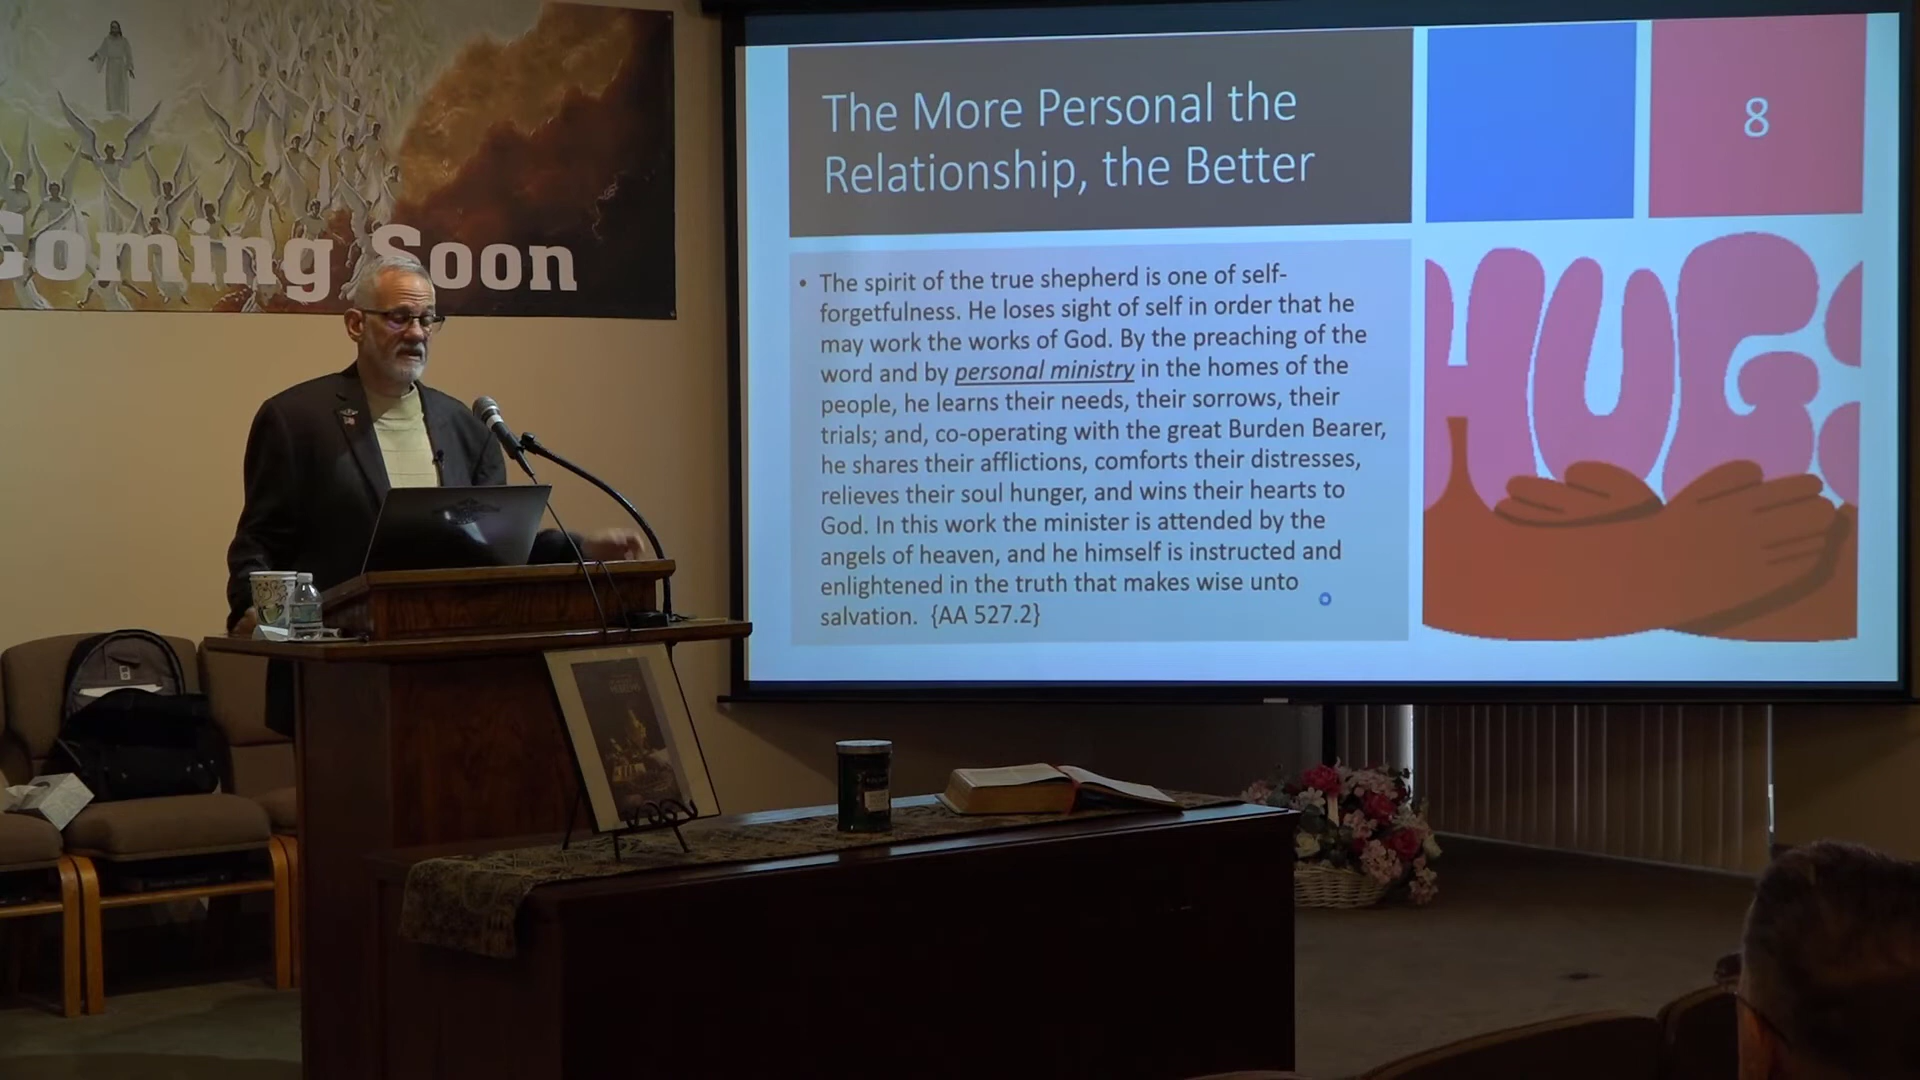 Coming Soon
The More Personal the
Relationship, the Better
8
• The spirit of the true shepherd is one of self-
forgetfulness. He loses sight of self in order that he
may work the works of God. By the preaching of the
word and by personal ministry in the homes of the
people, he learns their needs, their sorrows, their
trials; and, co-operating with the great Burden Bearer,
he shares their afflictions, comforts their distresses,
relieves their soul hunger, and wins their hearts to
God. In this work the minister is attended by the
angels of heaven, and he himself is instructed and
enlightened in the truth that makes wise unto
salvation. {AA 527.2}
HUG